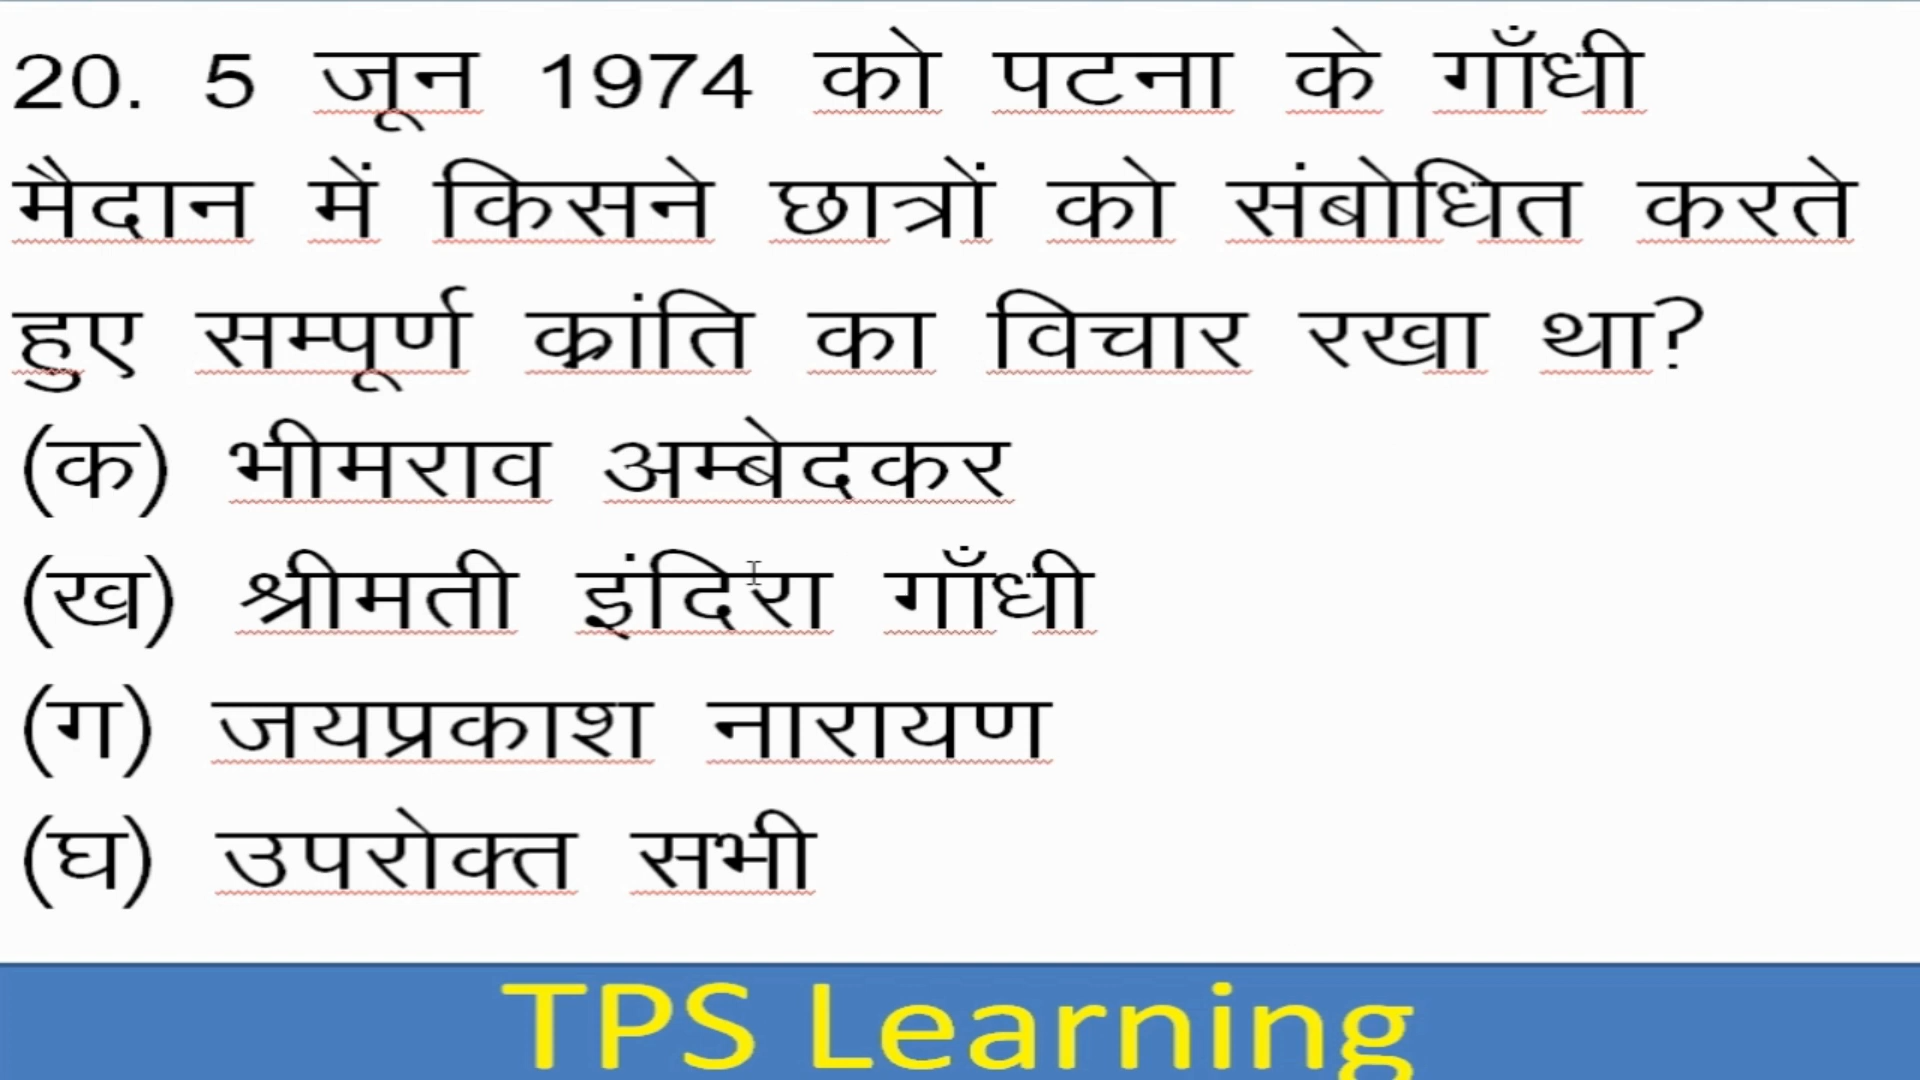 20. 5 जून 1974 को पटना के गाँधी
मैदान में किसने छात्रों को संबोधित करते
हुए सम्पूर्ण क्रांति का विचार रखा था?
(क) भीमराव अम्बेदकर
(ख) श्रीमती इंदिरा गाँधी
(ग) जयप्रकाश नारायण
(घ) उपरोक्त सभी
TPS Learning